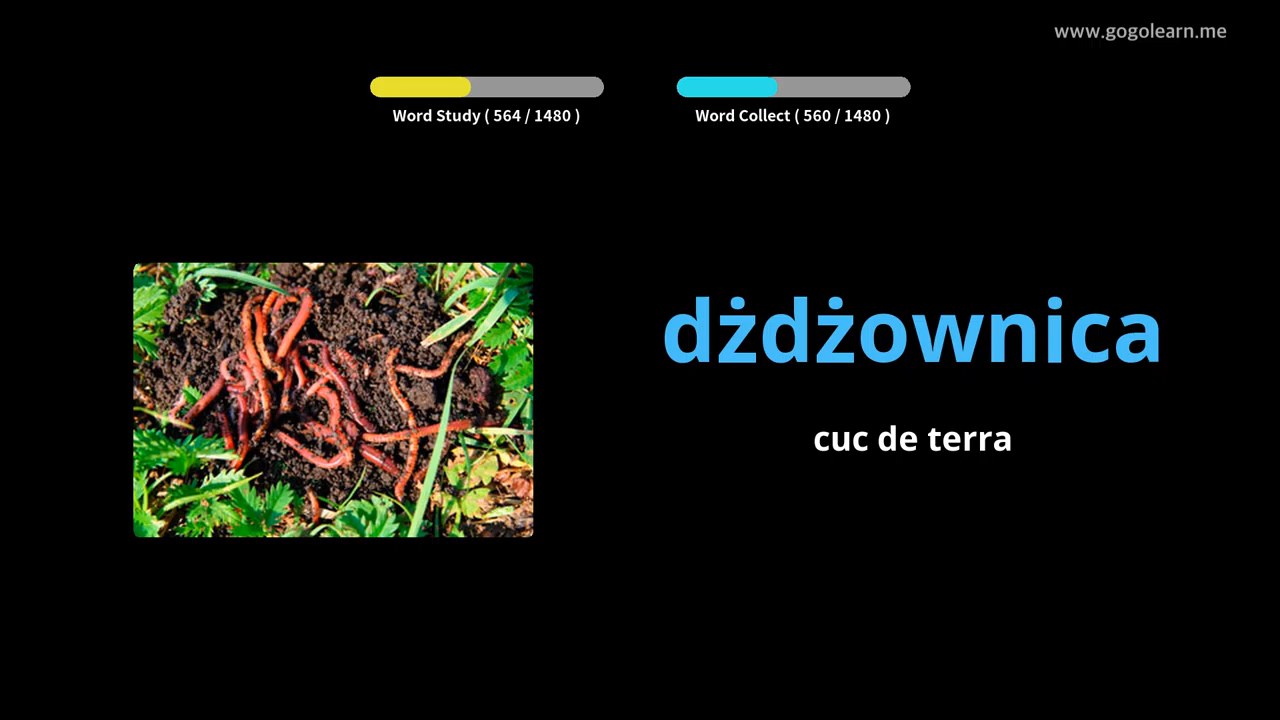 www.gogolearn.me
Word Study ( 564 / 1480 )
Word Collect ( 560 / 1480 )
dżdżownica
cuc de terra